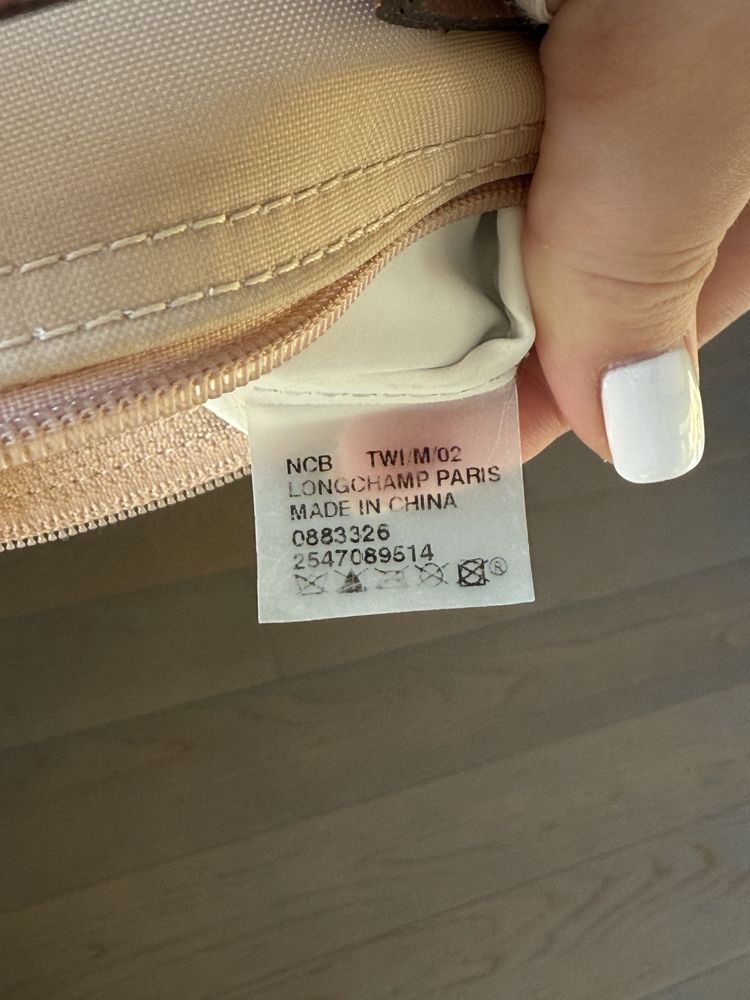 NCB TWI/M/02
LONGCHAMP PARIS
MADE IN CHINA
0883326
2547089514
®